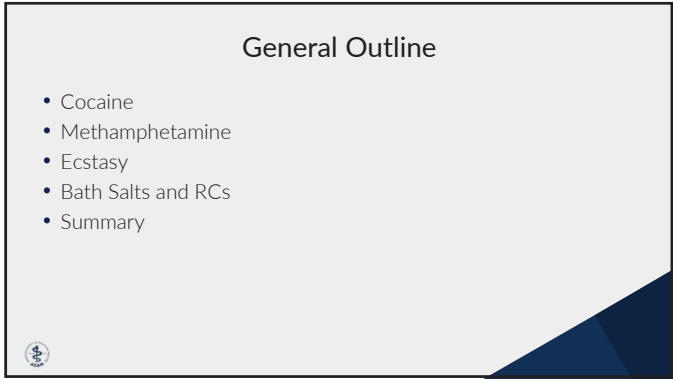 General Outline
• Cocaine
• Methamphetamine
• Ecstasy
• Bath Salts and RCs
• Summary